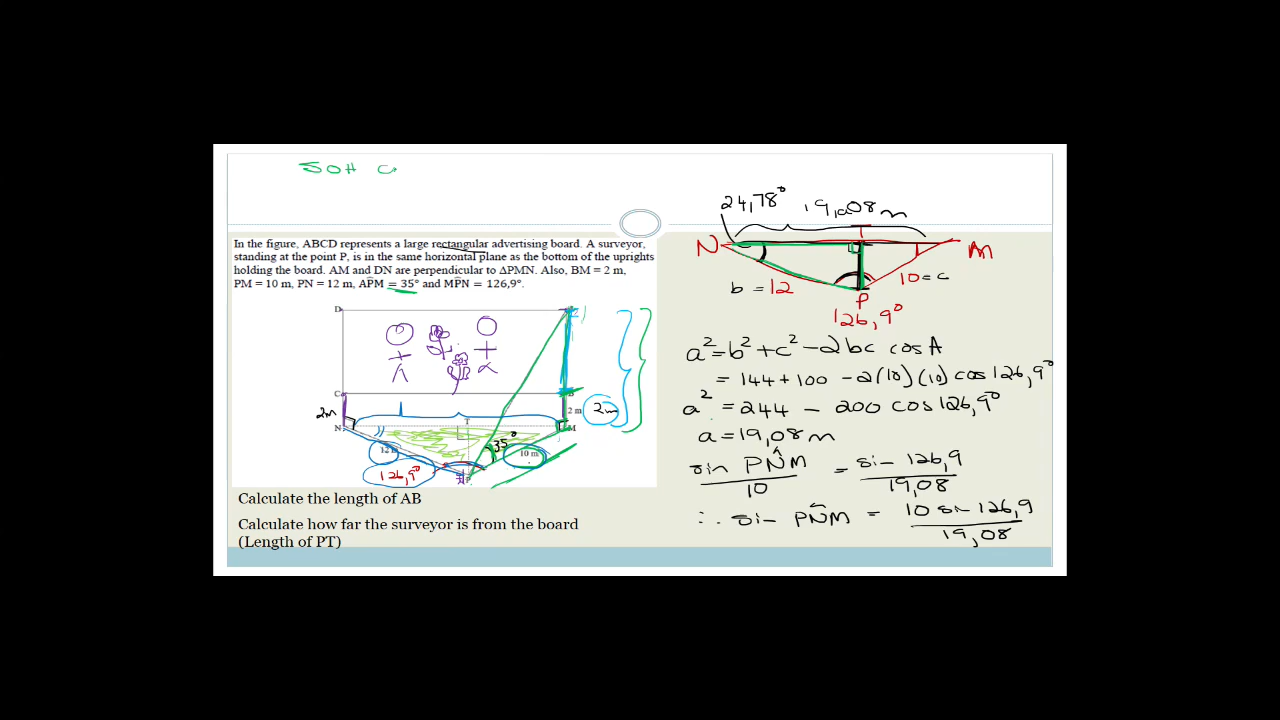 SOH C
In the figure, ABCD represents a large rectangular advertising board. A surveyor,
standing at the point P, is in the same horizontal plane as the bottom of the uprights
holding the board. AM and DN are perpendicular to ΔPMN. Also, BM = 2 m,
PM = 10 m, PN = 12 m, AP̂M = 35° and MP̂N = 126,9°.
D
C
2m
2 m
2m
N
T
M
12 m
35°
10 m
126,9°
P
Calculate the length of AB
Calculate how far the surveyor is from the board
(Length of PT)
24,78°
19,08m
N
M
b = 12
10 = c
P
126,9°
a² = b² + c² - 2bc cosA
= 144 + 100 - 2(10)(10) cos 126,9°
a² = 244 - 200 cos 126,9°
a = 19,08m
sin PN̂M / 10 = sin 126,9 / 19,08
∴ sin PN̂M = 10 sin 126,9 / 19,08